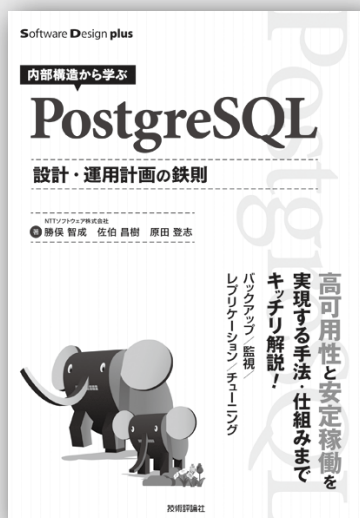 Software Design plus
内部構造から学ぶ
PostgreSQL
設計・運用計画の鉄則
NTTソフトウェア株式会社
著 勝俣 智成 佐伯 昌樹 原田 登志
高可用性と安定稼働を
実現する手法・仕組みまで
キッチリ解説!
バックアップ/監視/
レプリケーション/チューニング
PostgreSQL
技術評論社